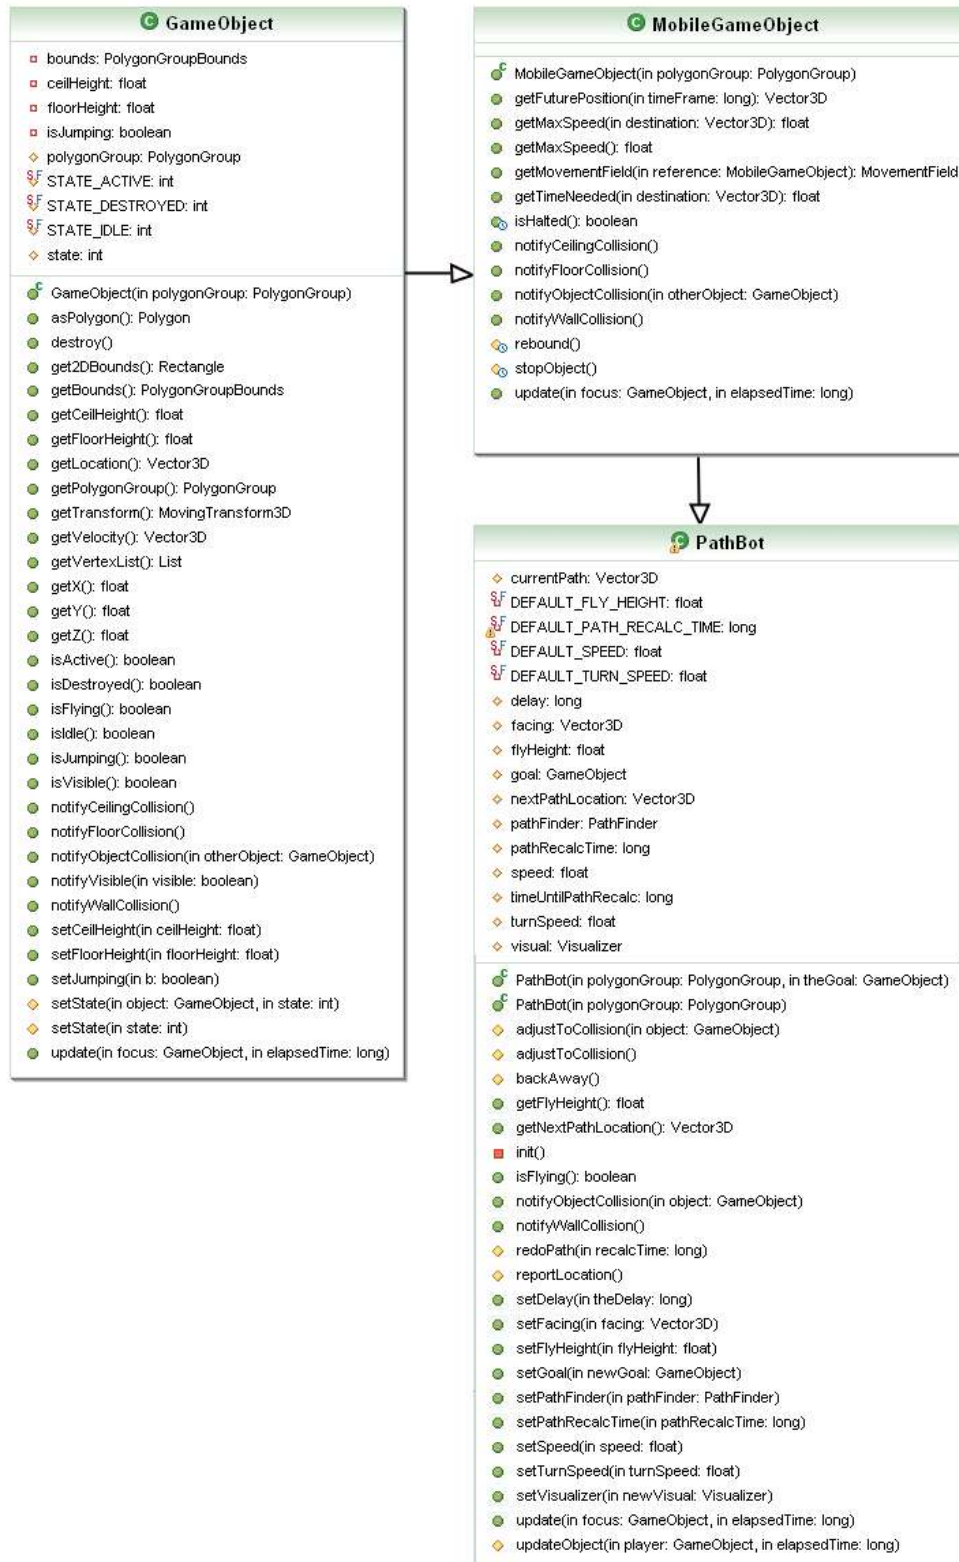 GameObject
bounds: PolygonGroupBounds
ceilHeight: float
floorHeight: float
isJumping: boolean
polygonGroup: PolygonGroup
STATE_ACTIVE: int
STATE_DESTROYED: int
STATE_IDLE: int
state: int
GameObject(in polygonGroup: PolygonGroup)
asPolygon(): Polygon
destroy()
get2DBounds(): Rectangle
getBounds(): PolygonGroupBounds
getCeilHeight(): float
getFloorHeight(): float
getLocation(): Vector3D
getPolygonGroup(): PolygonGroup
getTransform(): MovingTransform3D
getVelocity(): Vector3D
getVertexList(): List
getX(): float
getY(): float
getZ(): float
isActive(): boolean
isDestroyed(): boolean
isFlying(): boolean
isIdle(): boolean
isJumping(): boolean
isVisible(): boolean
notifyCeilingCollision()
notifyFloorCollision()
notifyObjectCollision(in otherObject: GameObject)
notifyVisible(in visible: boolean)
notifyWallCollision()
setCeilHeight(in ceilHeight: float)
setFloorHeight(in floorHeight: float)
setJumping(in b: boolean)
setState(in object: GameObject, in state: int)
setState(in state: int)
update(in focus: GameObject, in elapsedTime: long)
MobileGameObject
MobileGameObject(in polygonGroup: PolygonGroup)
getFuturePosition(in timeFrame: long): Vector3D
getMaxSpeed(in destination: Vector3D): float
getMaxSpeed(): float
getMovementField(in reference: MobileGameObject): MovementField
getTimeNeeded(in destination: Vector3D): float
isHalted(): boolean
notifyCeilingCollision()
notifyFloorCollision()
notifyObjectCollision(in otherObject: GameObject)
notifyWallCollision()
rebound()
stopObject()
update(in focus: GameObject, in elapsedTime: long)
PathBot
currentPath: Vector3D
DEFAULT_FLY_HEIGHT: float
DEFAULT_PATH_RECALC_TIME: long
DEFAULT_SPEED: float
DEFAULT_TURN_SPEED: float
delay: long
facing: Vector3D
flyHeight: float
goal: GameObject
nextPathLocation: Vector3D
pathFinder: PathFinder
pathRecalcTime: long
speed: float
timeUntilPathRecalc: long
turnSpeed: float
visual: Visualizer
PathBot(in polygonGroup: PolygonGroup, in theGoal: GameObject)
PathBot(in polygonGroup: PolygonGroup)
adjustToCollision(in object: GameObject)
adjustToCollision()
backAway()
getFlyHeight(): float
getNextPathLocation(): Vector3D
init()
isFlying(): boolean
notifyObjectCollision(in object: GameObject)
notifyWallCollision()
redoPath(in recalcTime: long)
reportLocation()
setDelay(in theDelay: long)
setFacing(in facing: Vector3D)
setFlyHeight(in flyHeight: float)
setGoal(in newGoal: GameObject)
setPathFinder(in pathFinder: PathFinder)
setPathRecalcTime(in pathRecalcTime: long)
setSpeed(in speed: float)
setTurnSpeed(in turnSpeed: float)
setVisualizer(in newVisual: Visualizer)
update(in focus: GameObject, in elapsedTime: long)
updateObject(in player: GameObject, in elapsedTime: long)